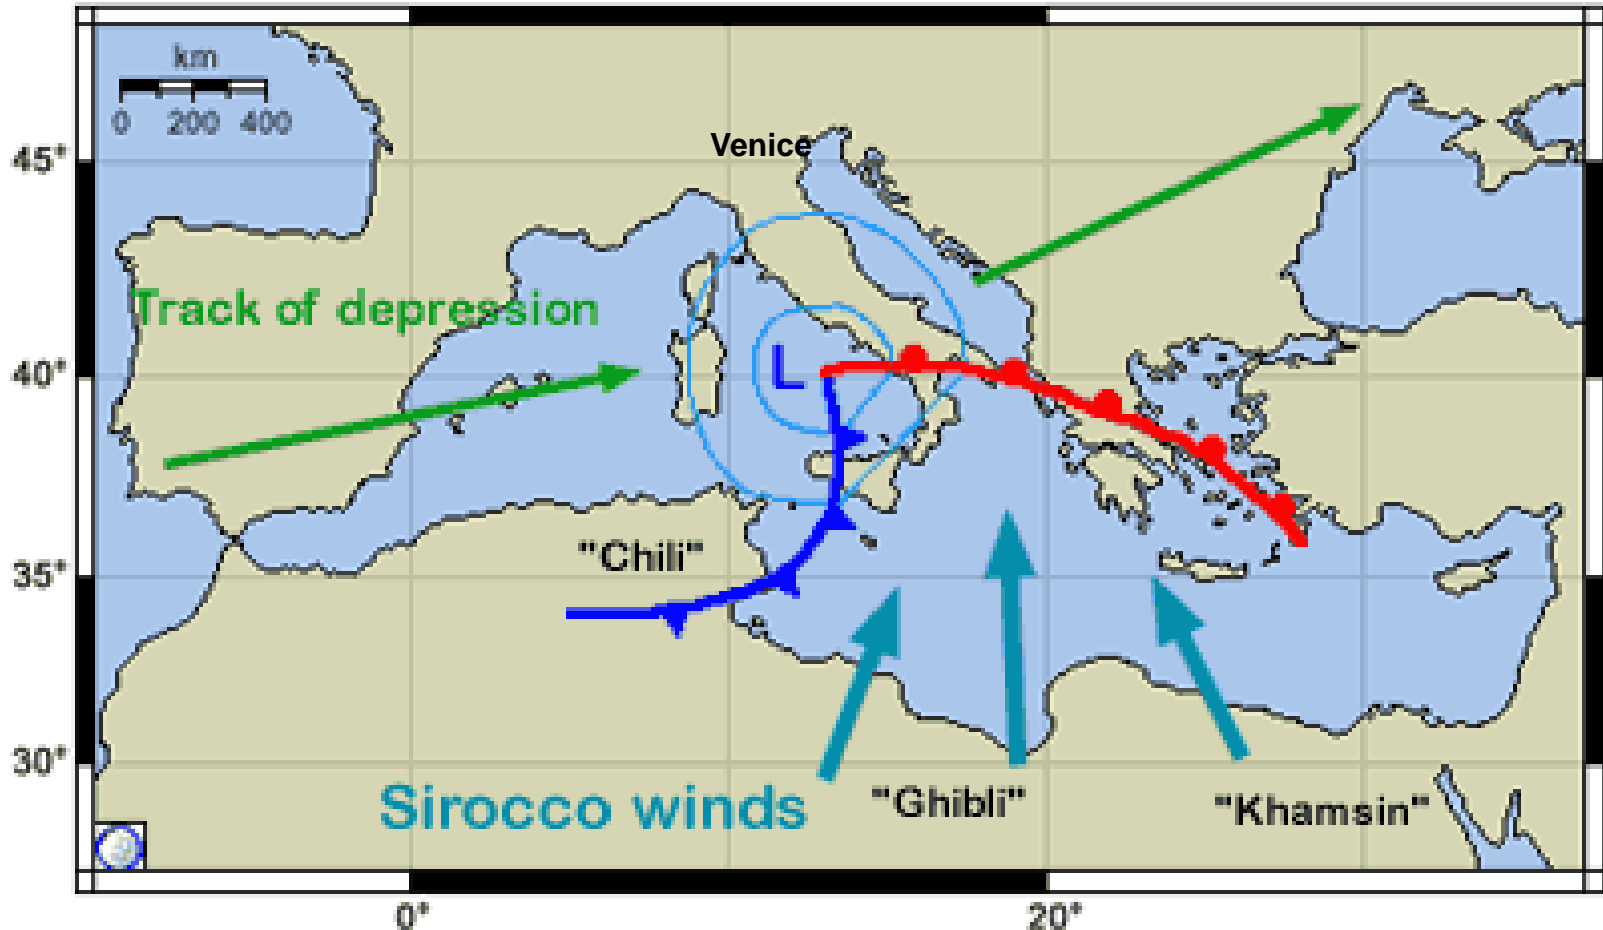 km
0 200 400
Venice
45°
Track of depression
40°
L
"Chili"
35°
30°
Sirocco winds
"Ghibli"
"Khamsin"
0°
20°